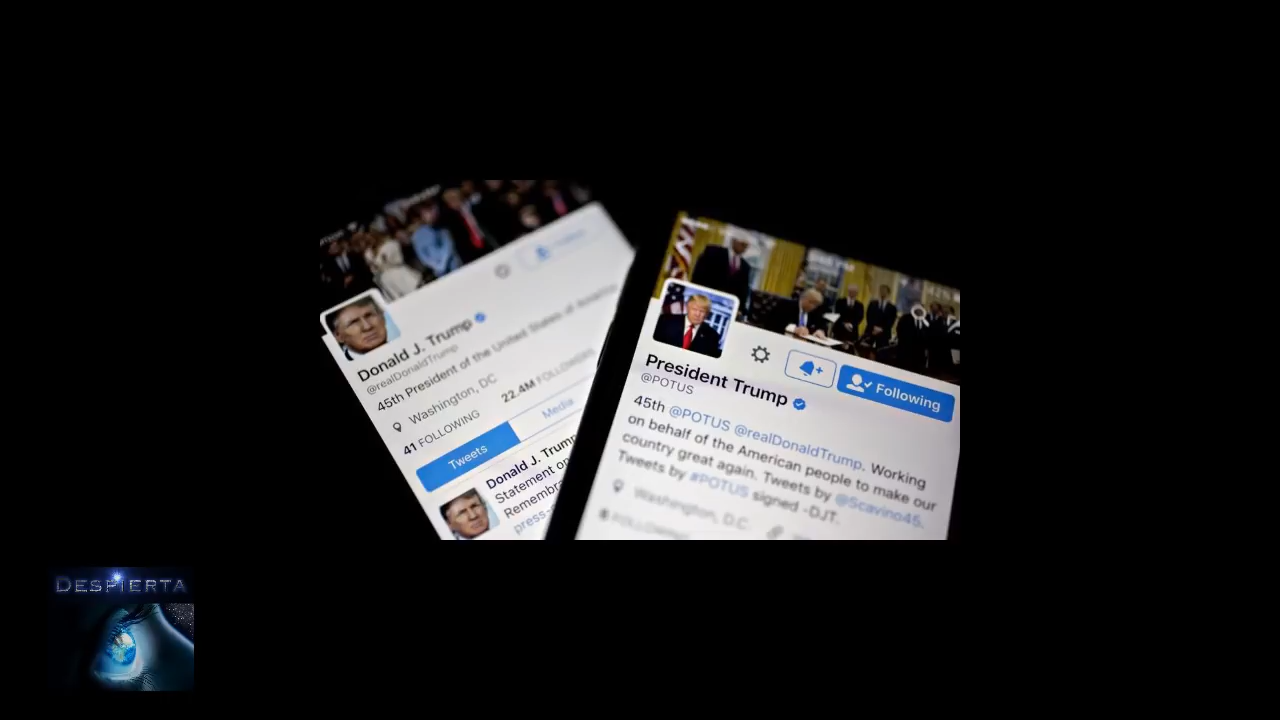 Donald J. Trump
@realDonaldTrump
45th President of the United States of America
Washington, DC
41 FOLLOWING 22.4M FOLLOWERS
Tweets Media
Donald J. Trump
Statement on
Remembra
press-
Following
President Trump
@POTUS
45th @POTUS @realDonaldTrump. Working
on behalf of the American people to make our
country great again. Tweets by @Scavino45.
Tweets by #POTUS signed -DJT.
Washington, D.C.
DESPIERTA